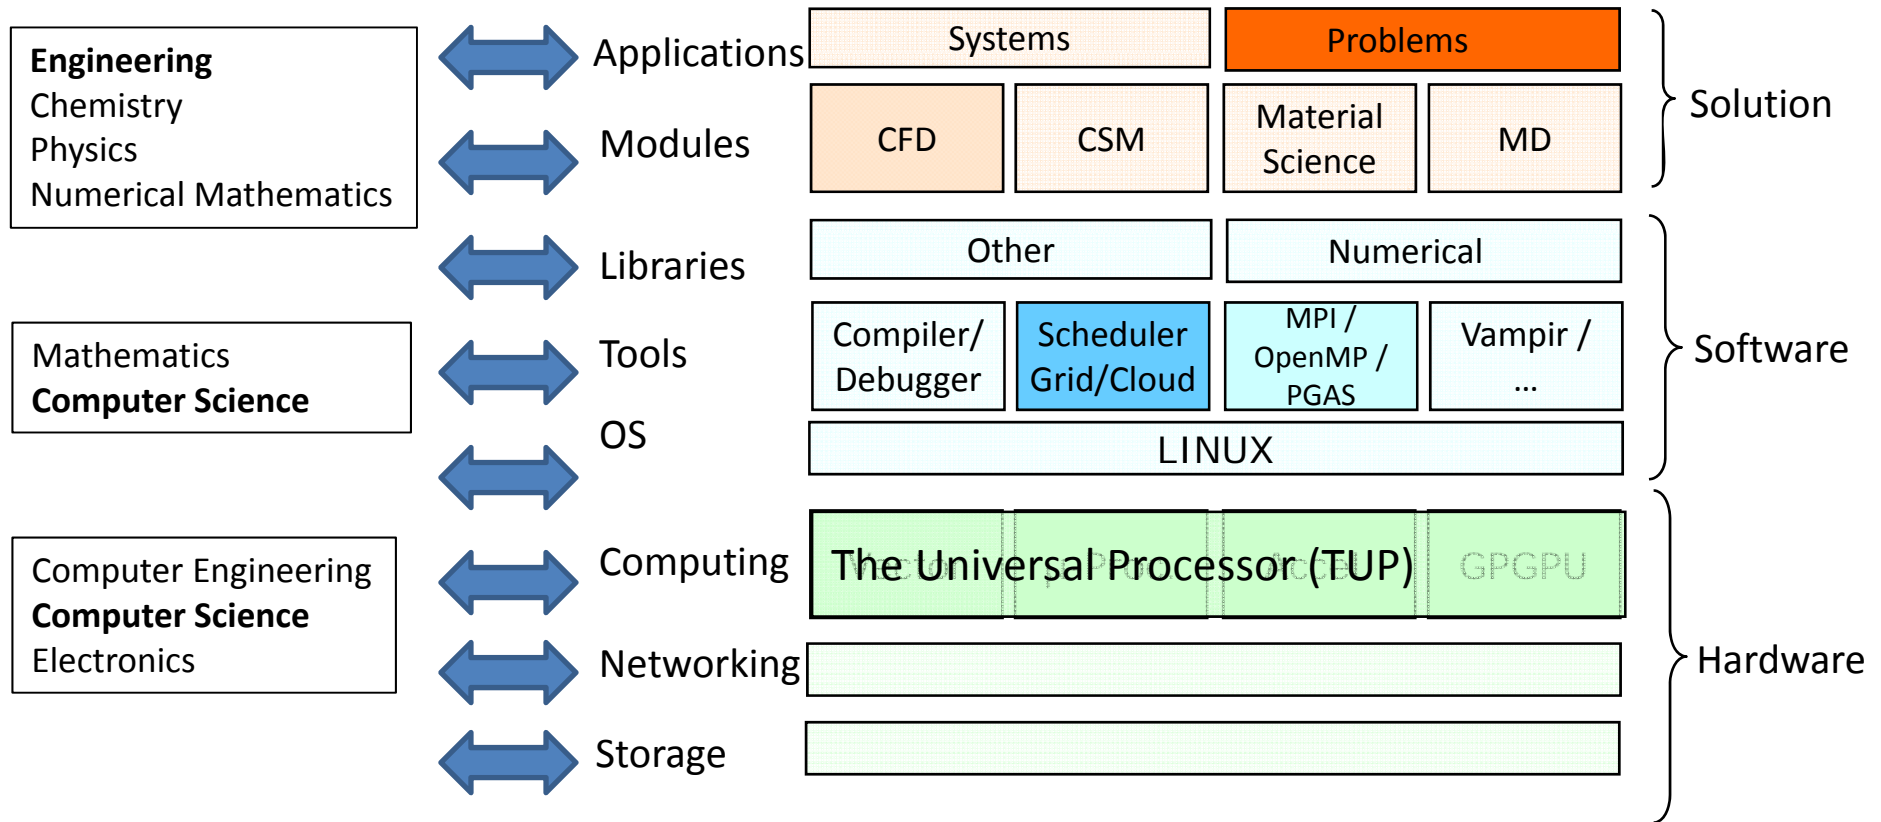 Engineering
Chemistry
Physics
Numerical Mathematics
Mathematics
Computer Science
Computer Engineering
Computer Science
Electronics
Applications
Modules
Libraries
Tools
OS
Computing
Networking
Storage
Systems
Problems
CFD
CSM
Material
Science
MD
Other
Numerical
Compiler/
Debugger
Scheduler
Grid/Cloud
MPI /
OpenMP /
PGAS
Vampir /
...
LINUX
The Universal Processor (TUP)
Vector
GPGPU
Solution
Software
Hardware